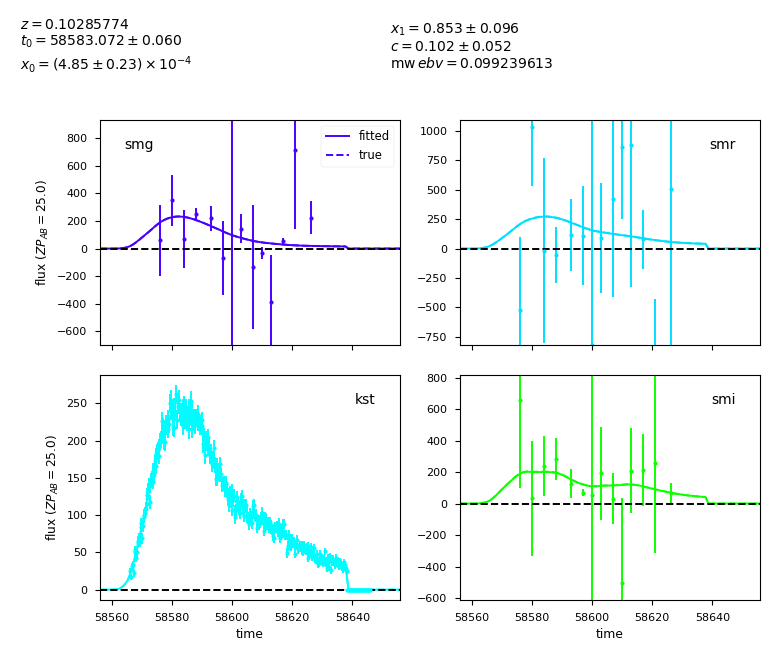 z = 0.10285774
t₀ = 58583.072 ± 0.060
x₀ = (4.85 ± 0.23) × 10⁻⁴
x₁ = 0.853 ± 0.096
c = 0.102 ± 0.052
mw ebv = 0.099239613
smg
fitted
true
800
600
400
200
0
−200
−400
−600
flux (ZP_AB = 25.0)
smr
1000
750
500
250
0
−250
−500
−750
kst
250
200
150
100
50
0
flux (ZP_AB = 25.0)
58560 58580 58600 58620 58640
time
smi
800
600
400
200
0
−200
−400
−600
58560 58580 58600 58620 58640
time